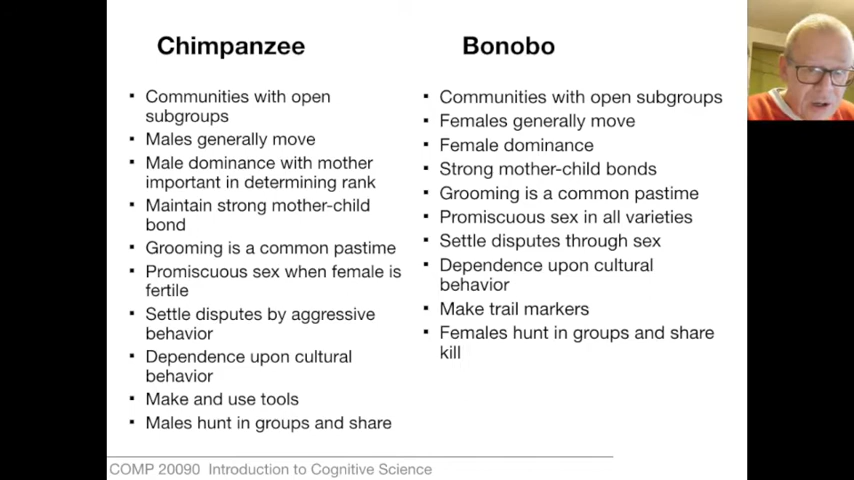 Chimpanzee
▪ Communities with open
subgroups
▪ Males generally move
▪ Male dominance with mother
important in determining rank
▪ Maintain strong mother-child
bond
▪ Grooming is a common pastime
▪ Promiscuous sex when female is
fertile
▪ Settle disputes by aggressive
behavior
▪ Dependence upon cultural
behavior
▪ Make and use tools
▪ Males hunt in groups and share
Bonobo
▪ Communities with open subgroups
▪ Females generally move
▪ Female dominance
▪ Strong mother-child bonds
▪ Grooming is a common pastime
▪ Promiscuous sex in all varieties
▪ Settle disputes through sex
▪ Dependence upon cultural
behavior
▪ Make trail markers
▪ Females hunt in groups and share
kill
COMP 20090 Introduction to Cognitive Science